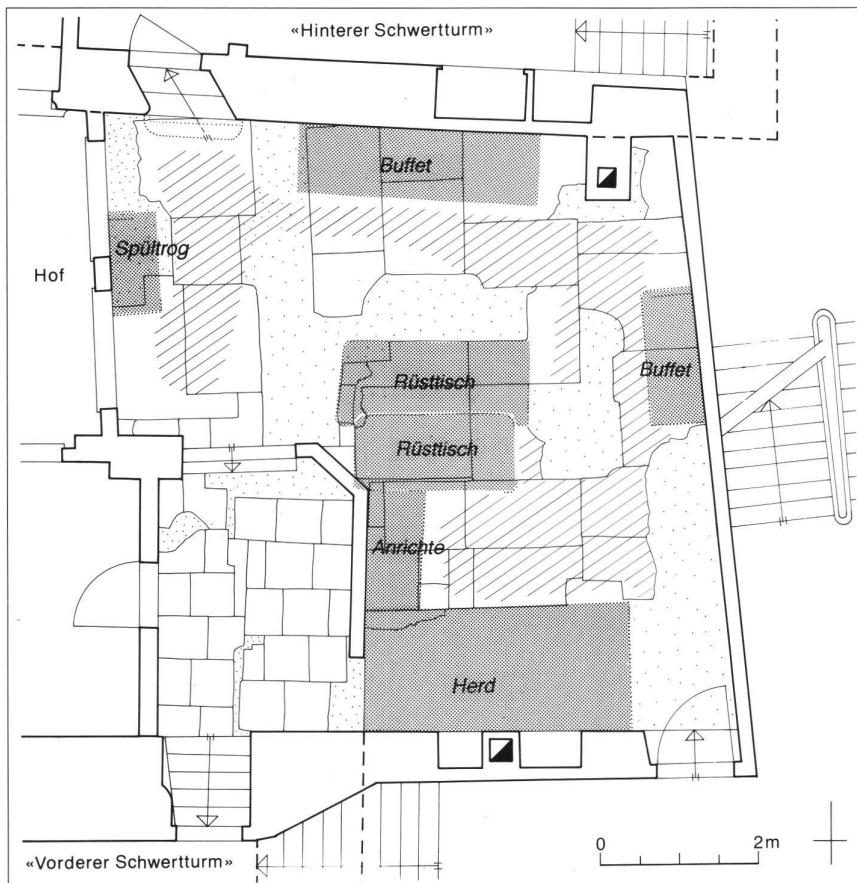 «Hinterer Schwertturm»
Buffet
Spültrog
Hof
Buffet
Rüsttisch
Rüsttisch
Anrichte
Herd
0 2m
«Vorderer Schwertturm»